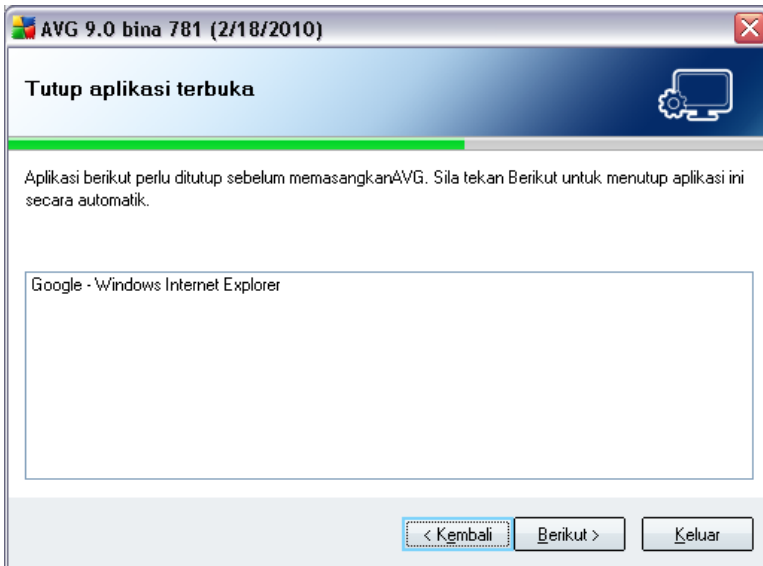 AVG 9.0 bina 781 (2/18/2010)
Tutup aplikasi terbuka
Aplikasi berikut perlu ditutup sebelum memasangkanAVG. Sila tekan Berikut untuk menutup aplikasi ini
secara automatik.
Google - Windows Internet Explorer
< Kembali Berikut > Keluar